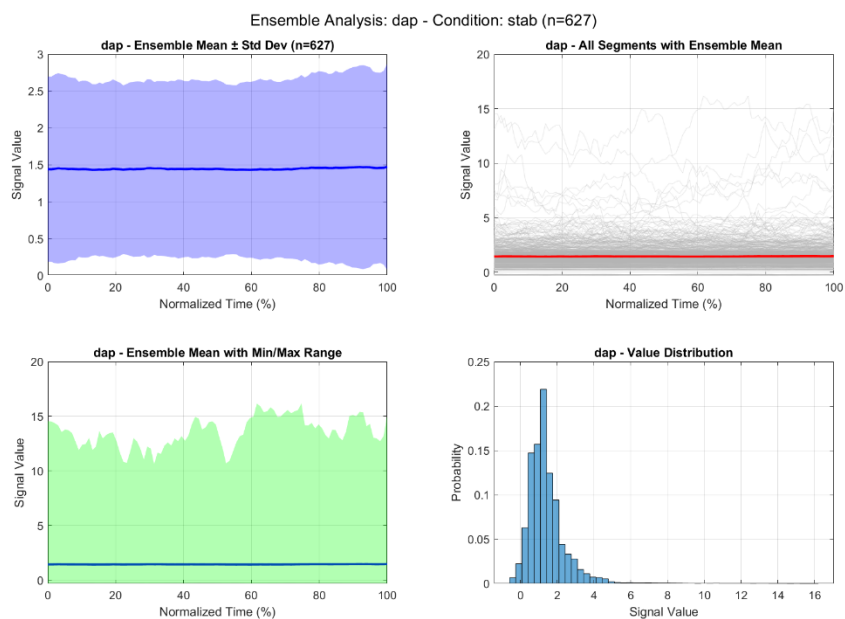 Ensemble Analysis: dap - Condition: stab (n=627)
dap - Ensemble Mean ± Std Dev (n=627)
3
2.5
2
1.5
1
0.5
0
Signal Value
0 20 40 60 80 100
Normalized Time (%)
dap - All Segments with Ensemble Mean
20
15
10
5
0
Signal Value
0 20 40 60 80 100
Normalized Time (%)
dap - Ensemble Mean with Min/Max Range
20
15
10
5
0
Signal Value
0 20 40 60 80 100
Normalized Time (%)
dap - Value Distribution
0.25
0.2
0.15
0.1
0.05
0
Probability
0 2 4 6 8 10 12 14 16
Signal Value